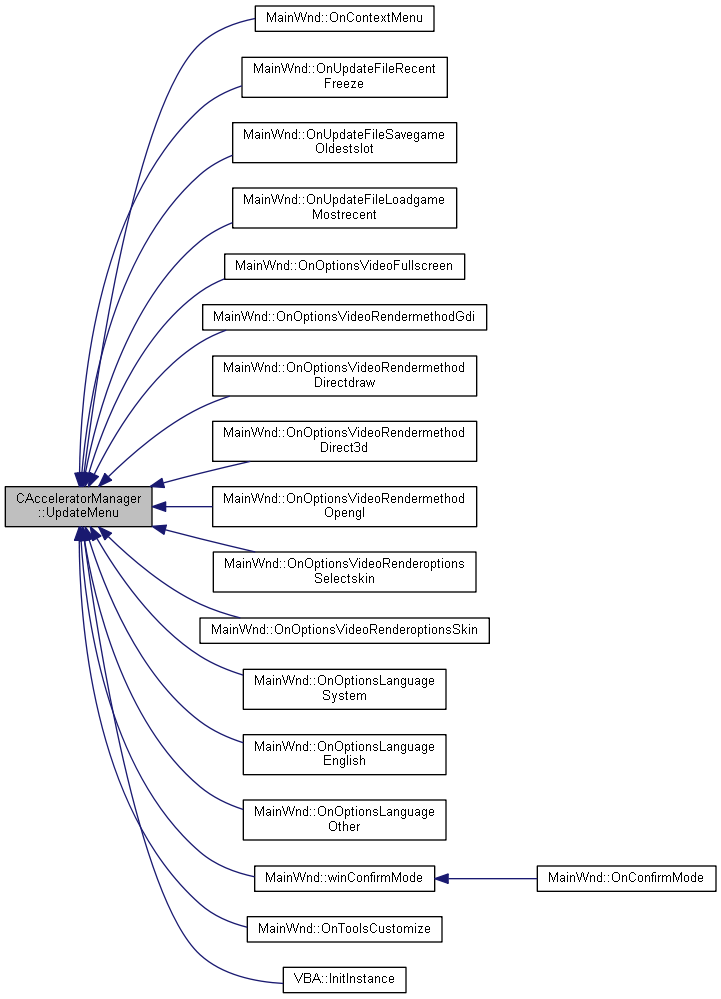 MainWnd::OnContextMenu
MainWnd::OnUpdateFileRecent
Freeze
MainWnd::OnUpdateFileSavegame
Oldestslot
MainWnd::OnUpdateFileLoadgame
Mostrecent
MainWnd::OnOptionsVideoFullscreen
MainWnd::OnOptionsVideoRendermethodGdi
MainWnd::OnOptionsVideoRendermethod
Directdraw
MainWnd::OnOptionsVideoRendermethod
Direct3d
CAcceleratorManager
::UpdateMenu
MainWnd::OnOptionsVideoRendermethod
Opengl
MainWnd::OnOptionsVideoRenderoptions
Selectskin
MainWnd::OnOptionsVideoRenderoptionsSkin
MainWnd::OnOptionsLanguage
System
MainWnd::OnOptionsLanguage
English
MainWnd::OnOptionsLanguage
Other
MainWnd::winConfirmMode
MainWnd::OnConfirmMode
MainWnd::OnToolsCustomize
VBA::InitInstance